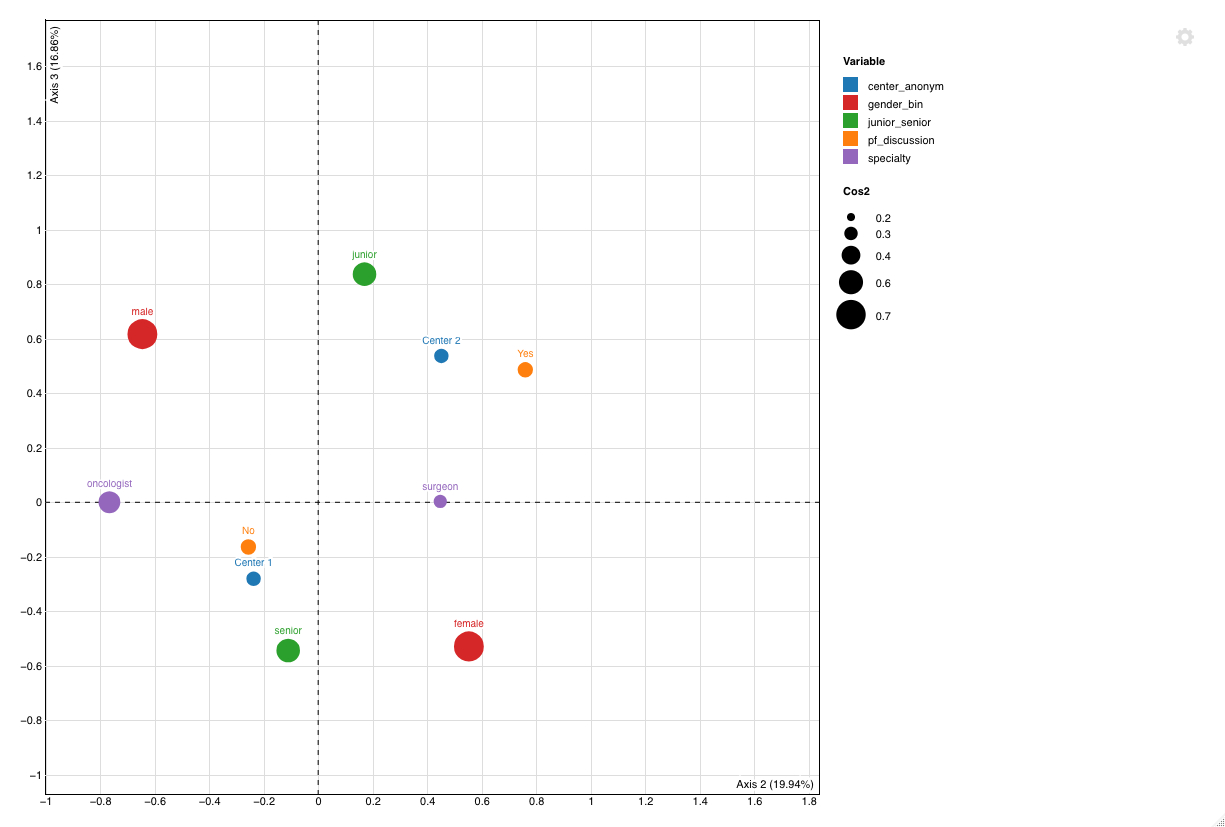 Axis 3 (16.86%)
1.6
1.4
1.2
1
0.8
0.6
0.4
0.2
0
−0.2
−0.4
−0.6
−0.8
−1
junior
male
Center 2
Yes
oncologist
surgeon
No
Center 1
female
senior
Axis 2 (19.94%)
−1
−0.8
−0.6
−0.4
−0.2
0
0.2
0.4
0.6
0.8
1
1.2
1.4
1.6
1.8
Variable
center_anonym
gender_bin
junior_senior
pf_discussion
specialty
Cos2
0.2
0.3
0.4
0.6
0.7